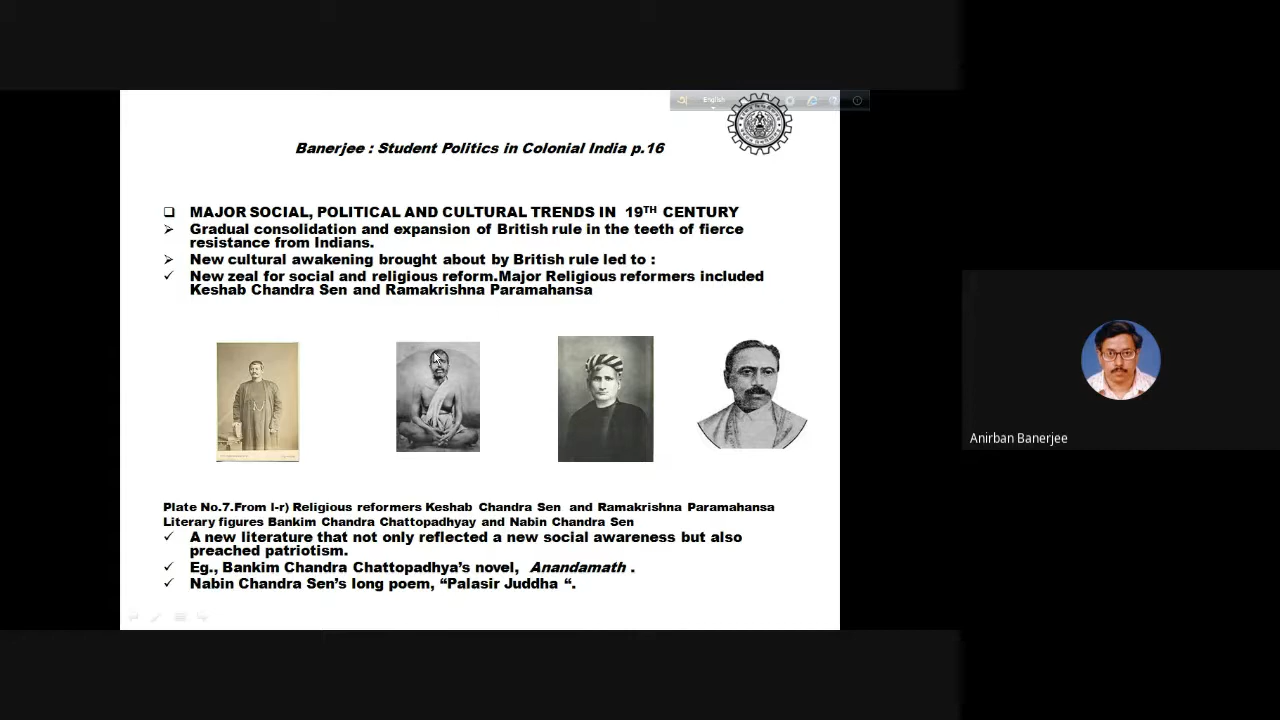 English
Banerjee : Student Politics in Colonial India p.16
MAJOR SOCIAL, POLITICAL AND CULTURAL TRENDS IN 19TH CENTURY
Gradual consolidation and expansion of British rule in the teeth of fierce
resistance from Indians.
New cultural awakening brought about by British rule led to :
New zeal for social and religious reform.Major Religious reformers included
Keshab Chandra Sen and Ramakrishna Paramahansa
Anirban Banerjee
Plate No.7.From l-r) Religious reformers Keshab Chandra Sen and Ramakrishna Paramahansa
Literary figures Bankim Chandra Chattopadhyay and Nabin Chandra Sen
A new literature that not only reflected a new social awareness but also
preached patriotism.
Eg., Bankim Chandra Chattopadhya’s novel, Anandamath .
Nabin Chandra Sen’s long poem, “Palasir Juddha “.